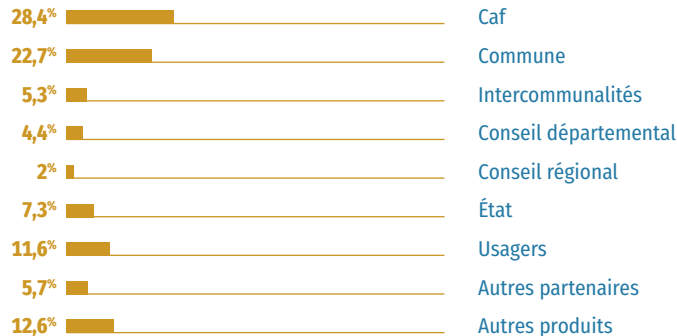 28,4% Caf
22,7% Commune
5,3% Intercommunalités
4,4% Conseil départemental
2% Conseil régional
7,3% État
11,6% Usagers
5,7% Autres partenaires
12,6% Autres produits